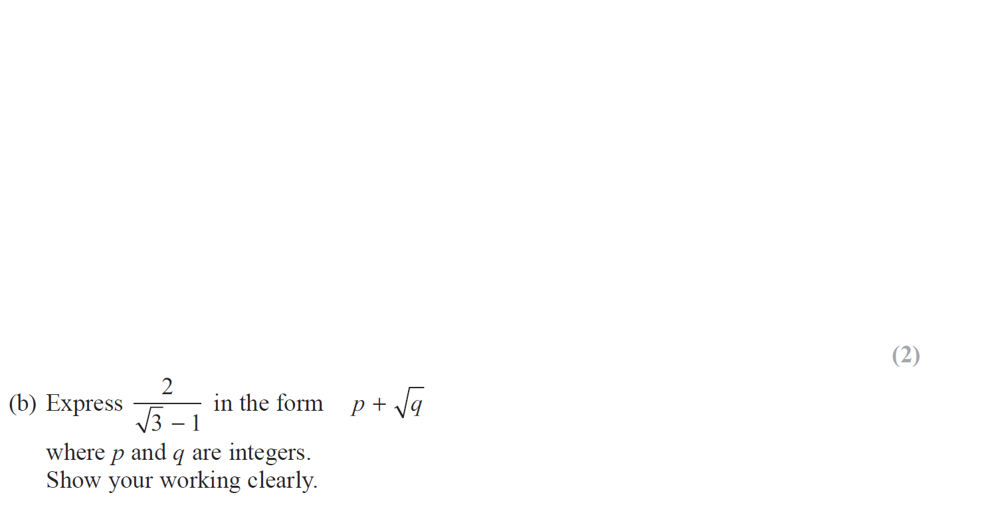 (2)
(b) Express 2/(√3 − 1) in the form p + √q
where p and q are integers.
Show your working clearly.